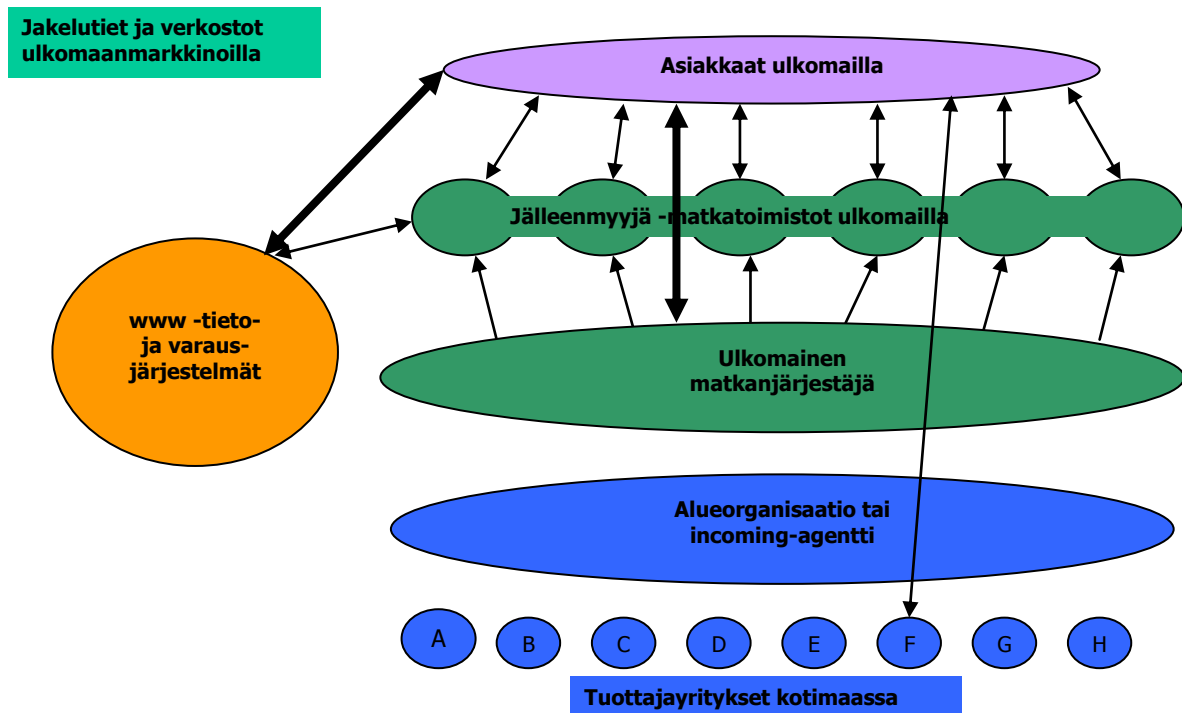 Jakelutiet ja verkostot
ulkomaanmarkkinoilla
Asiakkaat ulkomailla
Jälleenmyyjä -matkatoimistot ulkomailla
www -tieto-
ja varaus-
järjestelmät
Ulkomainen
matkanjärjestäjä
Alueorganisaatio tai
incoming-agentti
A B C D E F G H
Tuottajayritykset kotimaassa